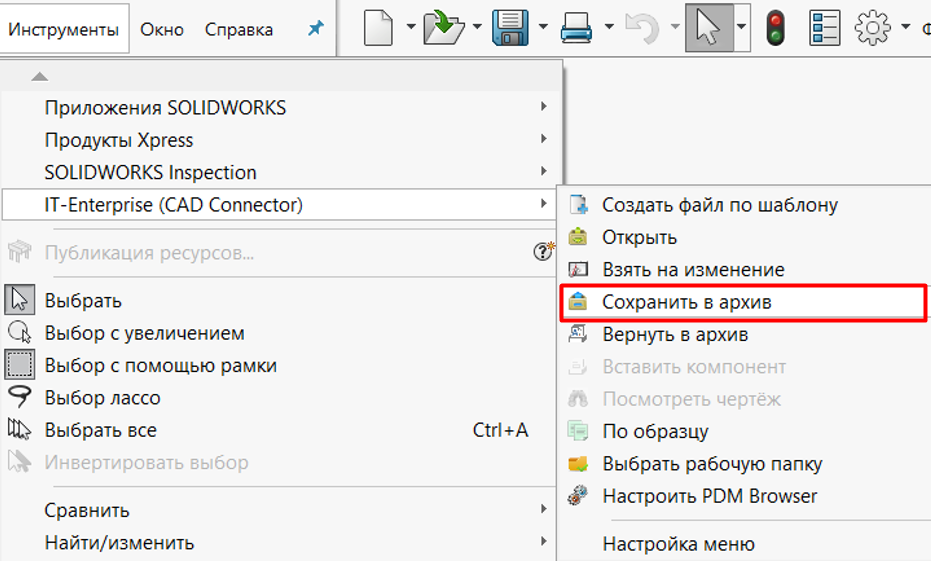 Инструменты Окно Справка
Приложения SOLIDWORKS
Продукты Xpress
SOLIDWORKS Inspection
IT-Enterprise (CAD Connector)
Публикация ресурсов...
Выбрать
Выбор с увеличением
Выбор с помощью рамки
Выбор лассо
Выбрать все Ctrl+A
Инвертировать выбор
Сравнить
Найти/изменить
Создать файл по шаблону
Открыть
Взять на изменение
Сохранить в архив
Вернуть в архив
Вставить компонент
Посмотреть чертёж
По образцу
Выбрать рабочую папку
Настроить PDM Browser
Настройка меню